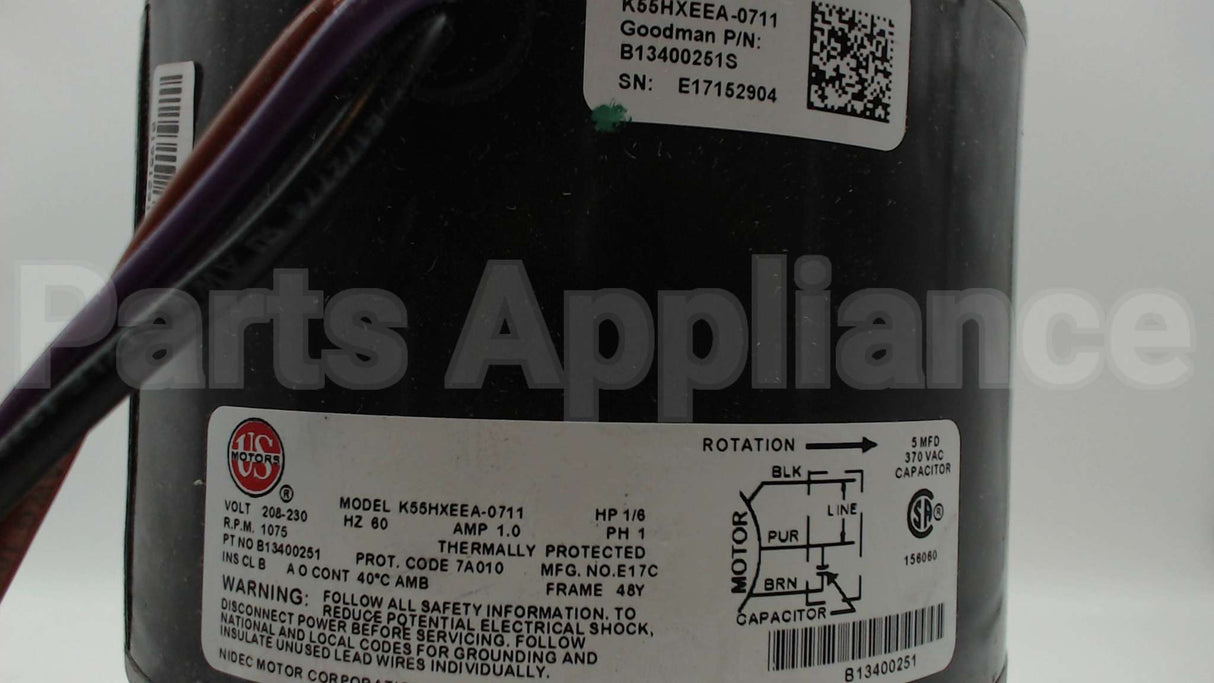 K55HXEEA-0711
Goodman P/N:
B13400251S
SN: E17152904
Parts Appliance
US
MOTORS
®
VOLT 208-230
R.P.M. 1075
PT NO B13400251
INS CL B
MODEL K55HXEEA-0711
HZ 60 AMP 1.0
HP 1/6
PH 1
THERMALLY PROTECTED
PROT. CODE 7A010
MFG. NO.E17C
A O CONT 40°C AMB
FRAME 48Y
WARNING: FOLLOW ALL SAFETY INFORMATION. TO
REDUCE POTENTIAL ELECTRICAL SHOCK,
DISCONNECT POWER BEFORE SERVICING. FOLLOW
NATIONAL AND LOCAL CODES FOR GROUNDING AND
INSULATE UNUSED LEAD WIRES INDIVIDUALLY.
NIDEC MOTOR CORPORAT
ROTATION
5 MFD
370 VAC
CAPACITOR
BLK
LINE
PUR
BRN
MOTOR
CAPACITOR
SA®
156060
B13400251